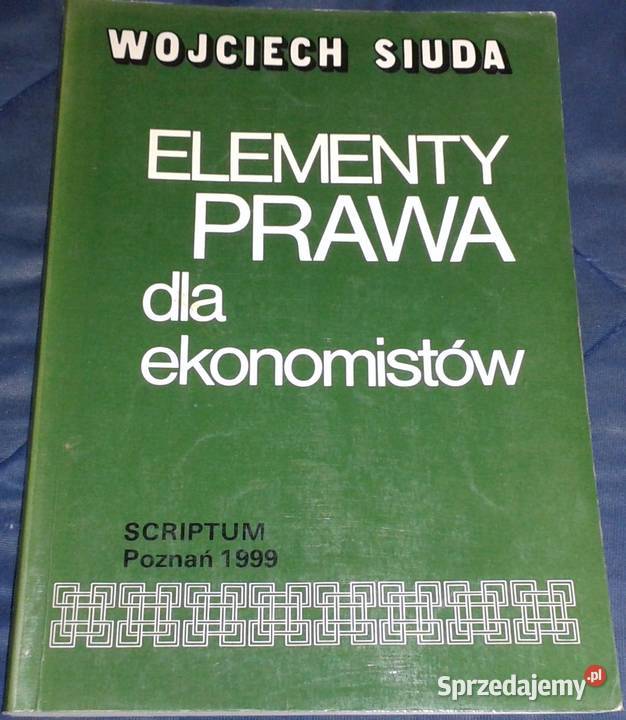 WOJCIECH SIUDA
ELEMENTY
PRAWA
dla
ekonomistów
SCRIPTUM
Poznań 1999
Sprzedajemy.pl